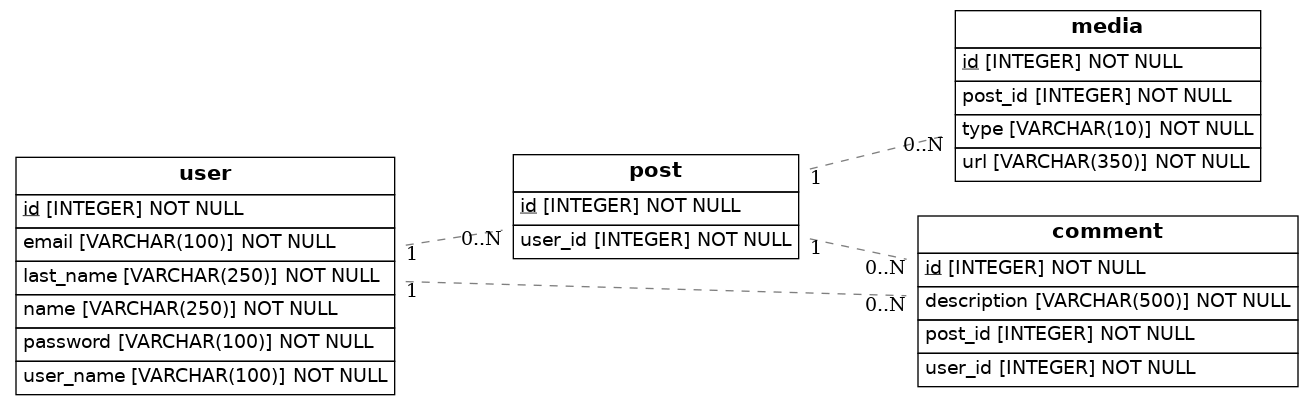 user
id [INTEGER] NOT NULL
email [VARCHAR(100)] NOT NULL
last_name [VARCHAR(250)] NOT NULL
name [VARCHAR(250)] NOT NULL
password [VARCHAR(100)] NOT NULL
user_name [VARCHAR(100)] NOT NULL
1
0..N
1
0..N
post
id [INTEGER] NOT NULL
user_id [INTEGER] NOT NULL
1
0..N
1
0..N
media
id [INTEGER] NOT NULL
post_id [INTEGER] NOT NULL
type [VARCHAR(10)] NOT NULL
url [VARCHAR(350)] NOT NULL
comment
id [INTEGER] NOT NULL
description [VARCHAR(500)] NOT NULL
post_id [INTEGER] NOT NULL
user_id [INTEGER] NOT NULL